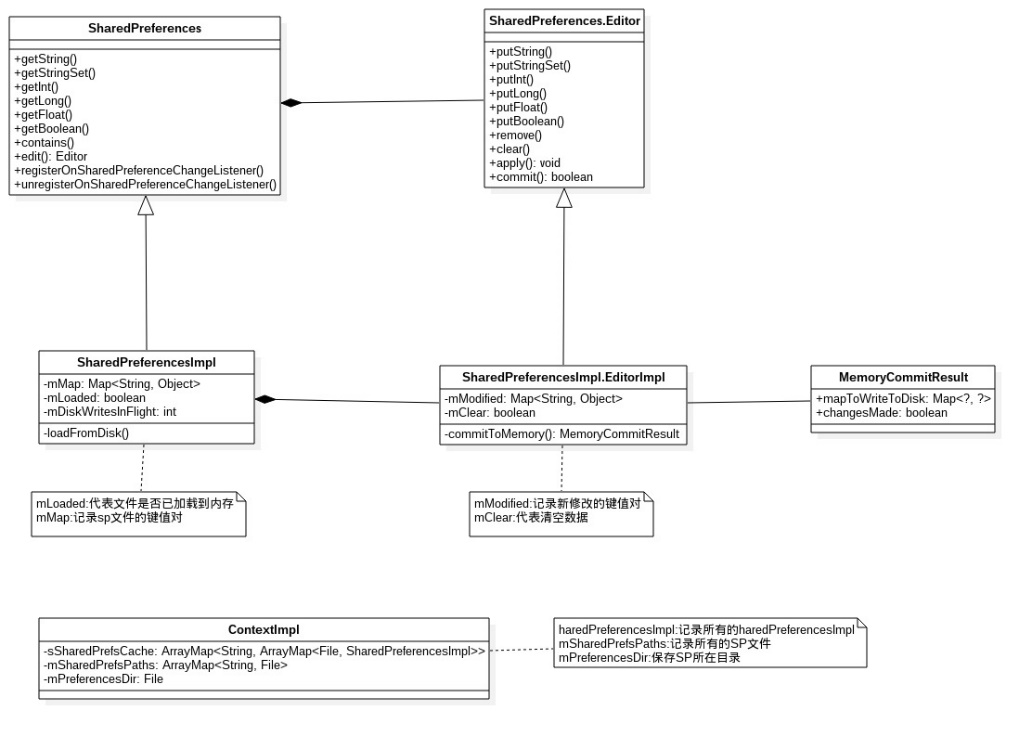 SharedPreferences
+getString()
+getStringSet()
+getInt()
+getLong()
+getFloat()
+getBoolean()
+contains()
+edit(): Editor
+registerOnSharedPreferenceChangeListener()
+unregisterOnSharedPreferenceChangeListener()
SharedPreferences.Editor
+putString()
+putStringSet()
+putInt()
+putLong()
+putFloat()
+putBoolean()
+remove()
+clear()
+apply(): void
+commit(): boolean
SharedPreferencesImpl
-mMap: Map<String, Object>
-mLoaded: boolean
-mDiskWritesInFlight: int
-loadFromDisk()
SharedPreferencesImpl.EditorImpl
-mModified: Map<String, Object>
-mClear: boolean
-commitToMemory(): MemoryCommitResult
MemoryCommitResult
+mapToWriteToDisk: Map<?, ?>
+changesMade: boolean
mLoaded:代表文件是否已加载到内存
mMap:记录sp文件的键值对
mModified:记录新修改的键值对
mClear:代表清空数据
ContextImpl
-sSharedPrefsCache: ArrayMap<String, ArrayMap<File, SharedPreferencesImpl>>
-mSharedPrefsPaths: ArrayMap<String, File>
-mPreferencesDir: File
haredPreferencesImpl:记录所有的haredPreferencesImpl
mSharedPrefsPaths:记录所有的SP文件
mPreferencesDir:保存SP所在目录